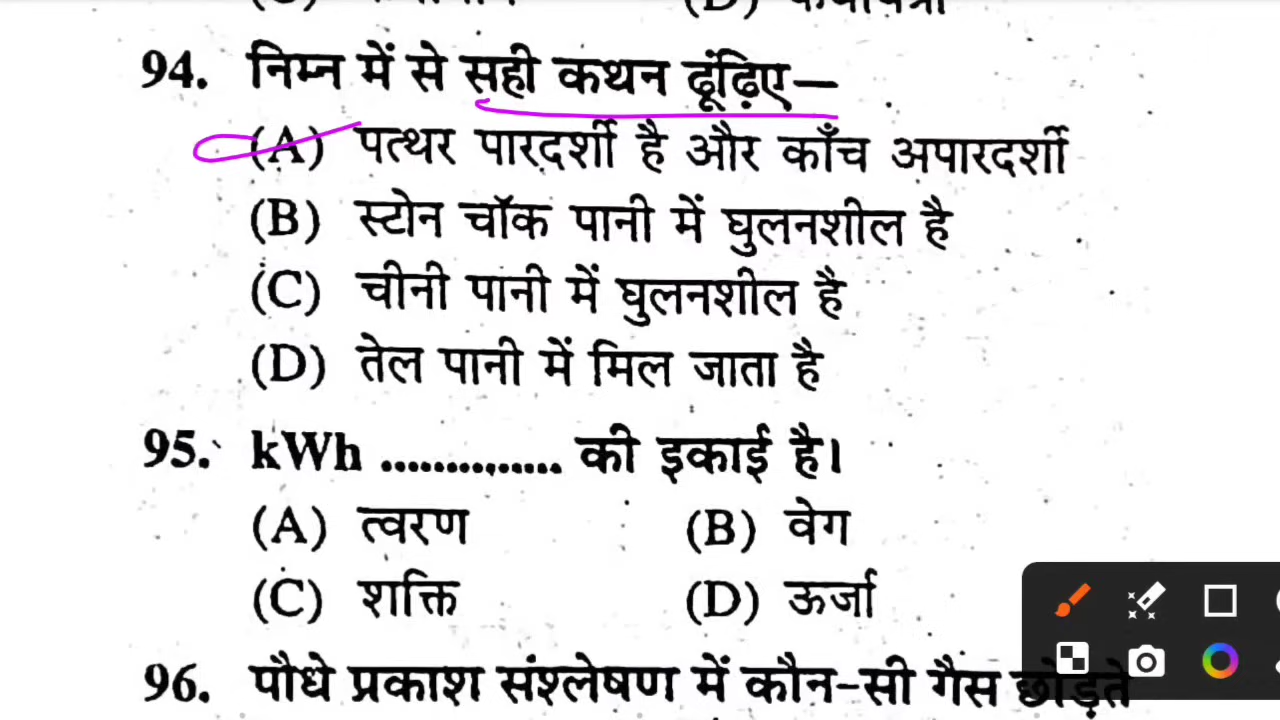 94. निम्न में से सही कथन ढूंढ़िए—
(A) पत्थर पारदर्शी है और काँच अपारदर्शी
(B) स्टोन चॉक पानी में घुलनशील है
(C) चीनी पानी में घुलनशील है
(D) तेल पानी में मिल जाता है
95. kWh .............. की इकाई है।
(A) त्वरण (B) वेग
(C) शक्ति (D) ऊर्जा
96. पौधे प्रकाश संश्लेषण में कौन-सी गैस छोड़ते